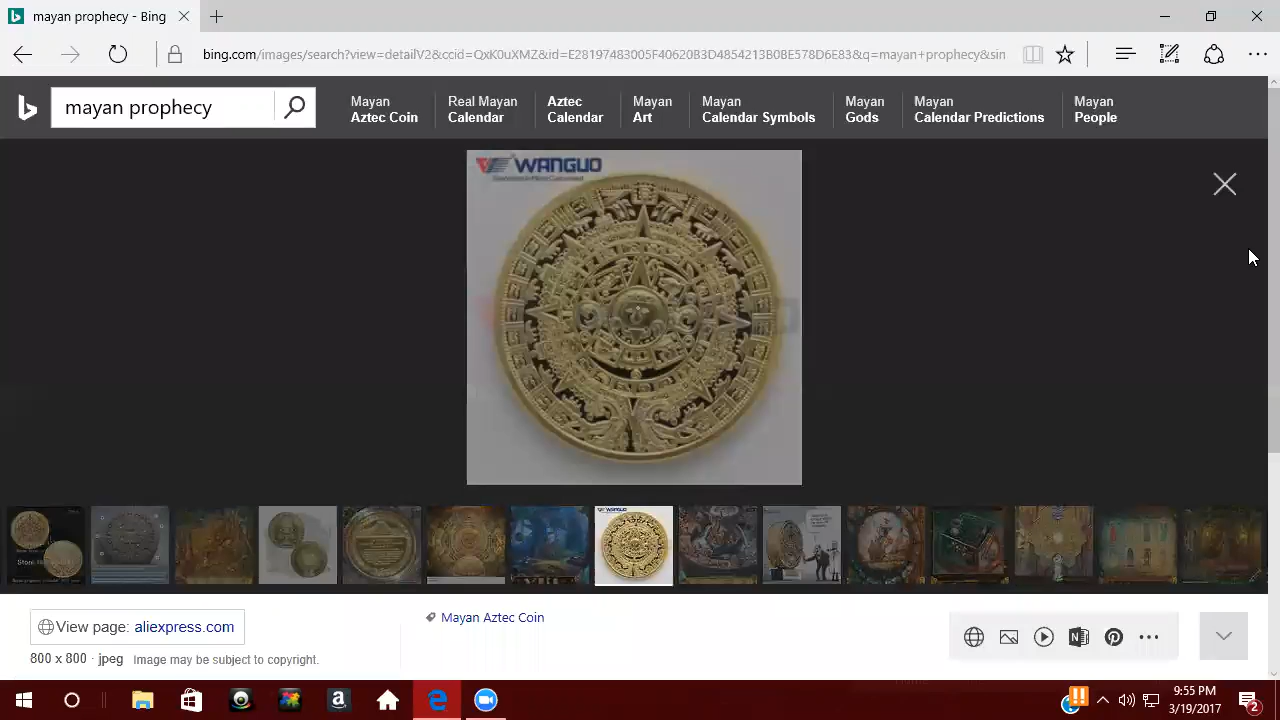 mayan prophecy - Bing
bing.com/images/search?view=detailV2&ccid=QxK0uXMZ&id=E28197483005F40620B3D4854213B0BE578D6E83&q=mayan+prophecy&sin
mayan prophecy
Mayan
Aztec Coin
Real Mayan
Calendar
Aztec
Calendar
Mayan
Art
Mayan
Calendar Symbols
Mayan
Gods
Mayan
Calendar Predictions
Mayan
People
WANGUO
View page: aliexpress.com
800 x 800 · jpeg Image may be subject to copyright.
Mayan Aztec Coin
9:55 PM
3/19/2017
2